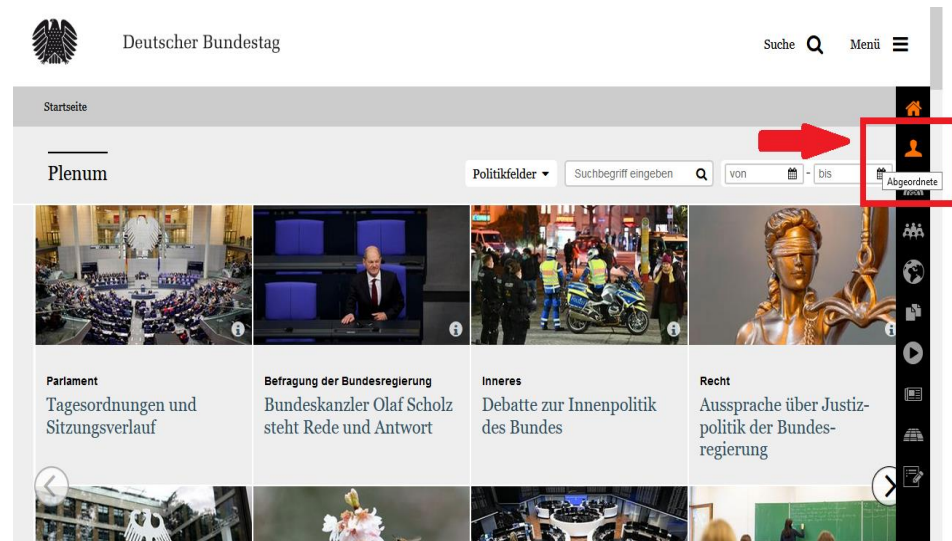 Deutscher Bundestag
Suche
Menü
Startseite
Plenum
Politikfelder
Suchbegriff eingeben
von
- bis
Abgeordnete
Parlament
Tagesordnungen und
Sitzungsverlauf
Befragung der Bundesregierung
Bundeskanzler Olaf Scholz
steht Rede und Antwort
Inneres
Debatte zur Innenpolitik
des Bundes
Recht
Aussprache über Justiz-
politik der Bundes-
regierung